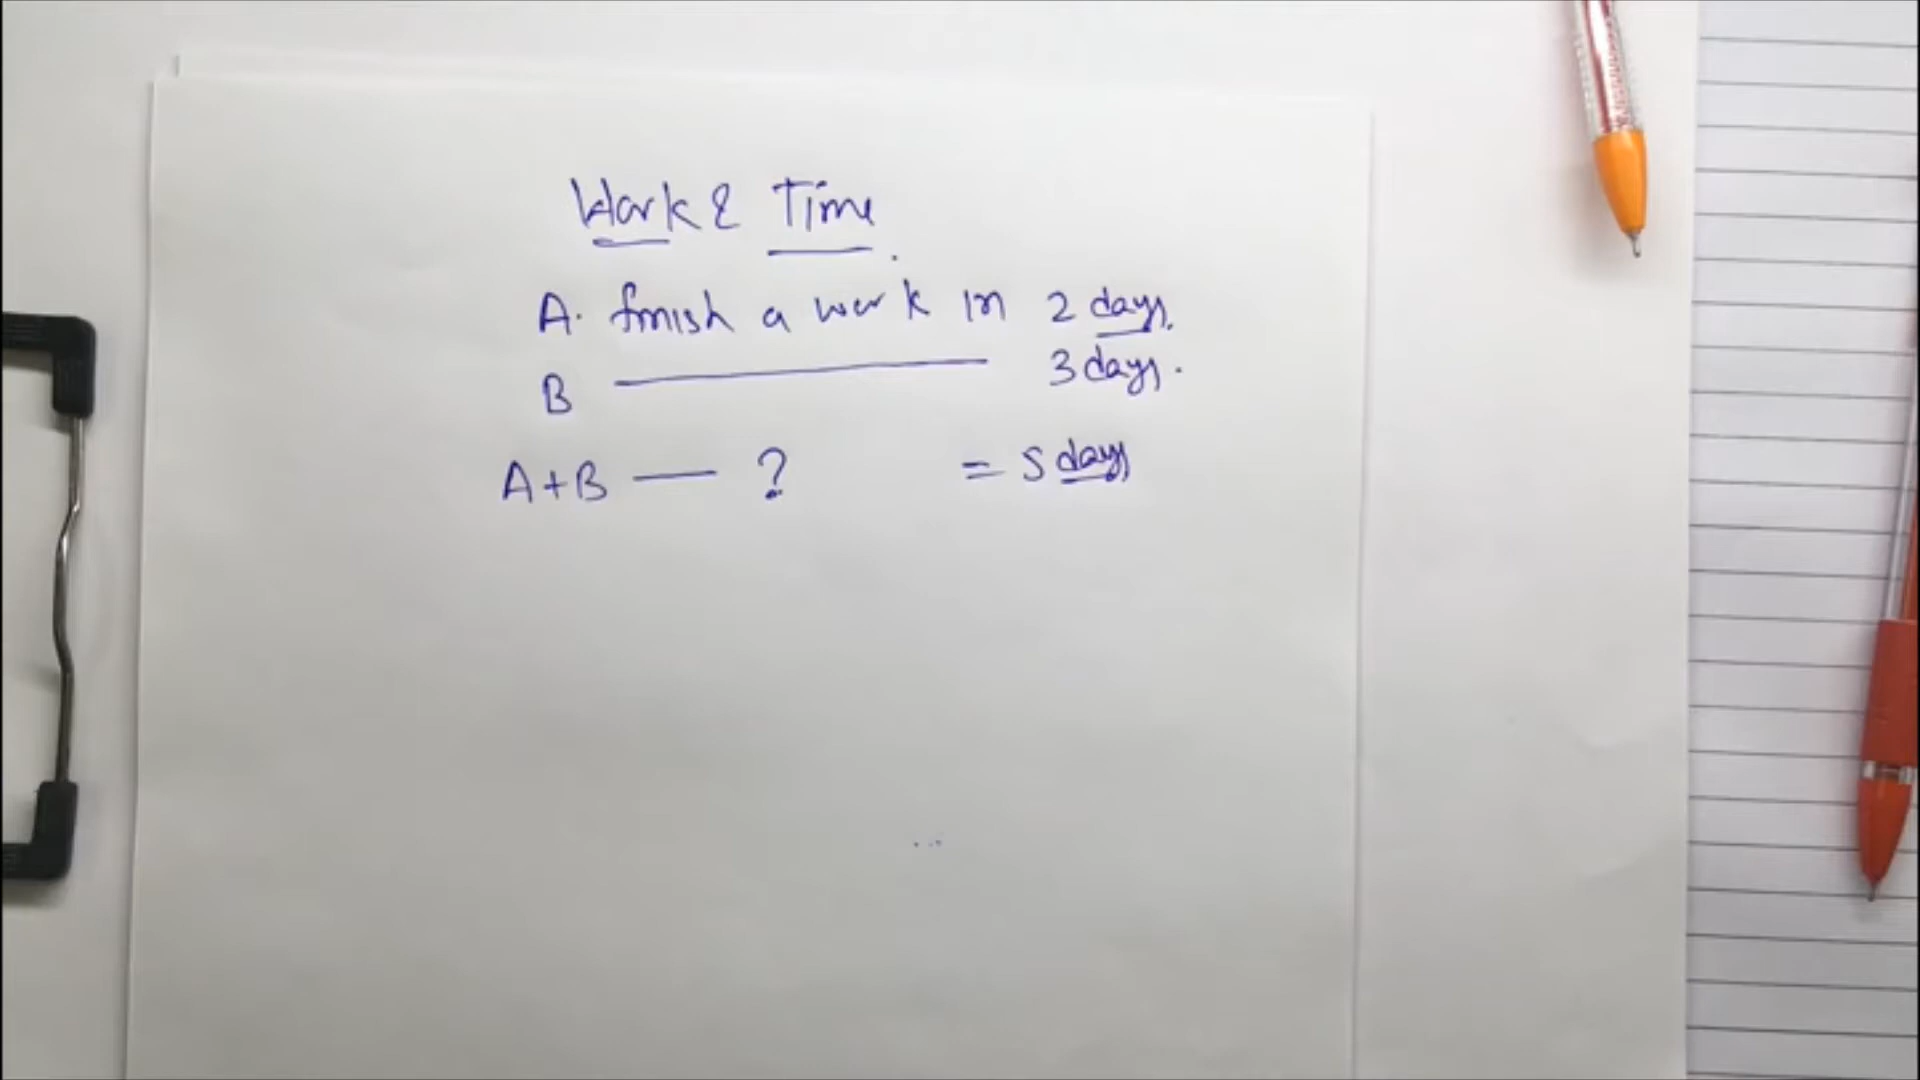 Work & Time
A. finish a work in 2 days.
B —— 3 days.
A+B — ? = 5 days